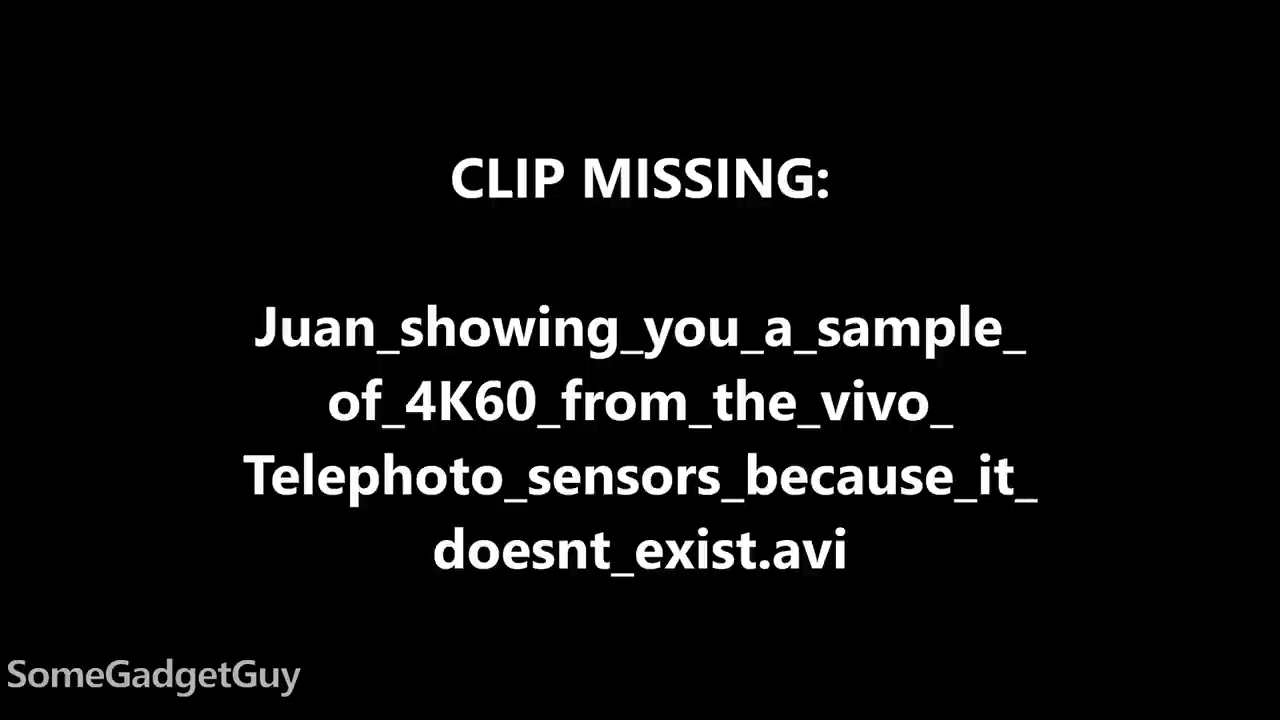 CLIP MISSING:
Juan_showing_you_a_sample_
of_4K60_from_the_vivo_
Telephoto_sensors_because_it_
doesnt_exist.avi
SomeGadgetGuy